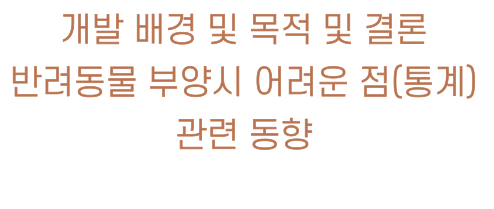 개발 배경 및 목적 및 결론
반려동물 부양시 어려운 점(통계)
관련 동향